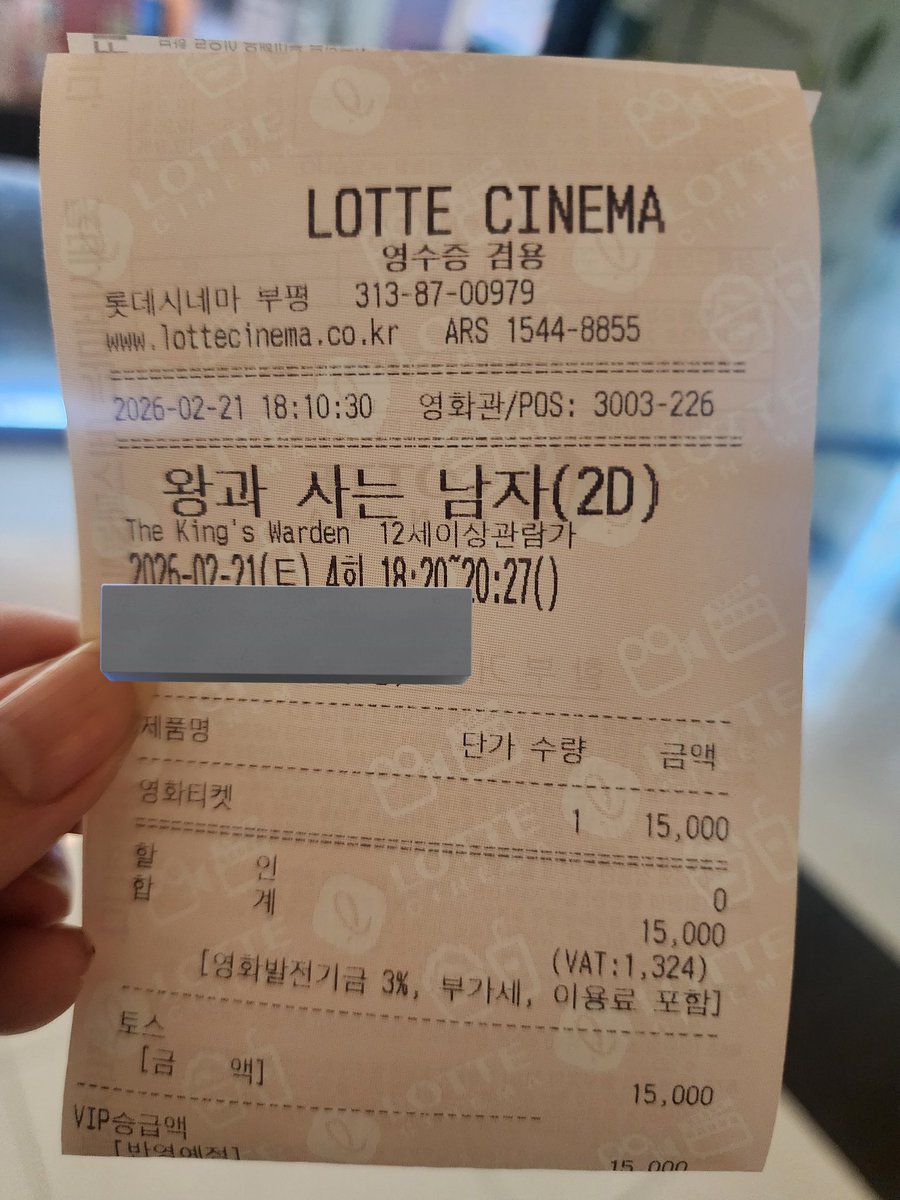 LOTTE CINEMA
영수증 겸용
롯데시네마 부평 313-87-00979
www.lottecinema.co.kr ARS 1544-8855
2026-02-21 18:10:30 영화관/POS: 3003-226
왕과 사는 남자(2D)
The King's Warden 12세이상관람가
2026-02-21(토) 4회 18:20~20:27()
제품명 단가 수량 금액
영화티켓 1 15,000
할 인 0
합 계 15,000
(VAT:1,324)
[영화발전기금 3%, 부가세, 이용료 포함]
토스
[금 액] 15,000
VIP승급액
[반영예정] 15,000